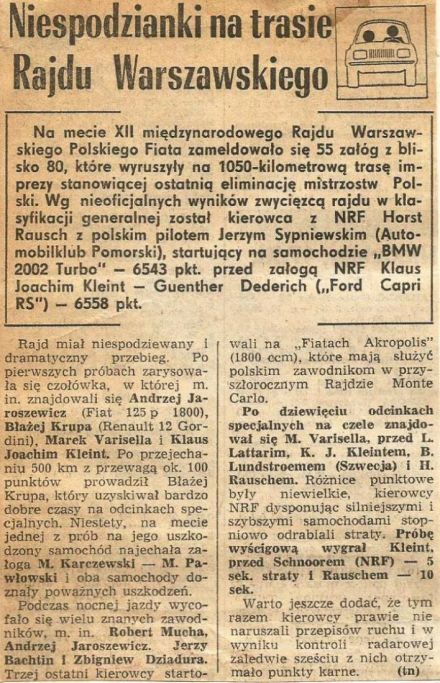 Niespodzianki na trasie
Rajdu Warszawskiego
Na mecie XII międzynarodowego Rajdu Warszaw-
skiego Polskiego Fiata zameldowało się 55 załóg z bli-
sko 80, które wyruszyły na 1050-kilometrową trasę im-
prezy stanowiącej ostatnią eliminację mistrzostw Pol-
ski. Wg nieoficjalnych wyników zwycięzcą rajdu w kla-
syfikacji generalnej został kierowca z NRF Horst
Rausch z polskim pilotem Jerzym Sypniewskim (Auto-
mobilklub Pomorski), startujący na samochodzie „BMW
2002 Turbo" — 6543 pkt. przed załogą NRF Klaus
Joachim Kleint — Guenther Dederich („Ford Capri
RS") — 6558 pkt.
Rajd miał niespodziewany i
dramatyczny przebieg. Po
pierwszych próbach zarysowa-
ła się czołówka, w której m.
in. znajdowali się Andrzej Ja-
roszewicz (Fiat 125 p 1800),
Błażej Krupa (Renault 12 Gor-
dini), Marek Varisella i Klaus
Joachim Kleint. Po przejecha-
niu 500 km z przewagą ok. 100
punktów prowadził Błażej
Krupa, który uzyskiwał bardzo
dobre czasy na odcinkach spe-
cjalnych. Niestety, na mecie
jednej z prób na jego uszko-
dzony samochód najechała za-
łoga M. Karczewski — M. Pa-
włowski i oba samochody do-
znały poważnych uszkodzeń.
Podczas nocnej jazdy wyco-
fało się wielu znanych zawod-
ników, m. in. Robert Mucha,
Andrzej Jaroszewicz. Jerzy
Bachtin i Zbigniew Dziadura.
Trzej ostatni kierowcy starto-
wali na „Fiatach Akropolis"
(1800 ccm), które mają służyć
polskim zawodnikom w przy-
szłorocznym Rajdzie Monte
Carlo.
Po dziewięciu odcinkach
specjalnych na czele znajdo-
wał się M. Varisella, przed L.
Lattarim, K. J. Kleintem, B.
Lundstroemem (Szwecja) i H.
Rauschem. Różnice punktowe
były niewielkie, kierowcy
NRF dysponując silniejszymi i
szybszymi samochodami stop-
niowo odrabiali straty. Próbę
wyścigową wygrał Kleint,
przed Schnoorem (NRF) — 5
sek. straty i Rauschem — 10
sek.
Warto jeszcze dodać, że tym
razem kierowcy prawie nie
naruszali przepisów ruchu i w
wyniku kontroli radarowej
zaledwie sześciu z nich otrzy-
mało punkty karne. (tn)